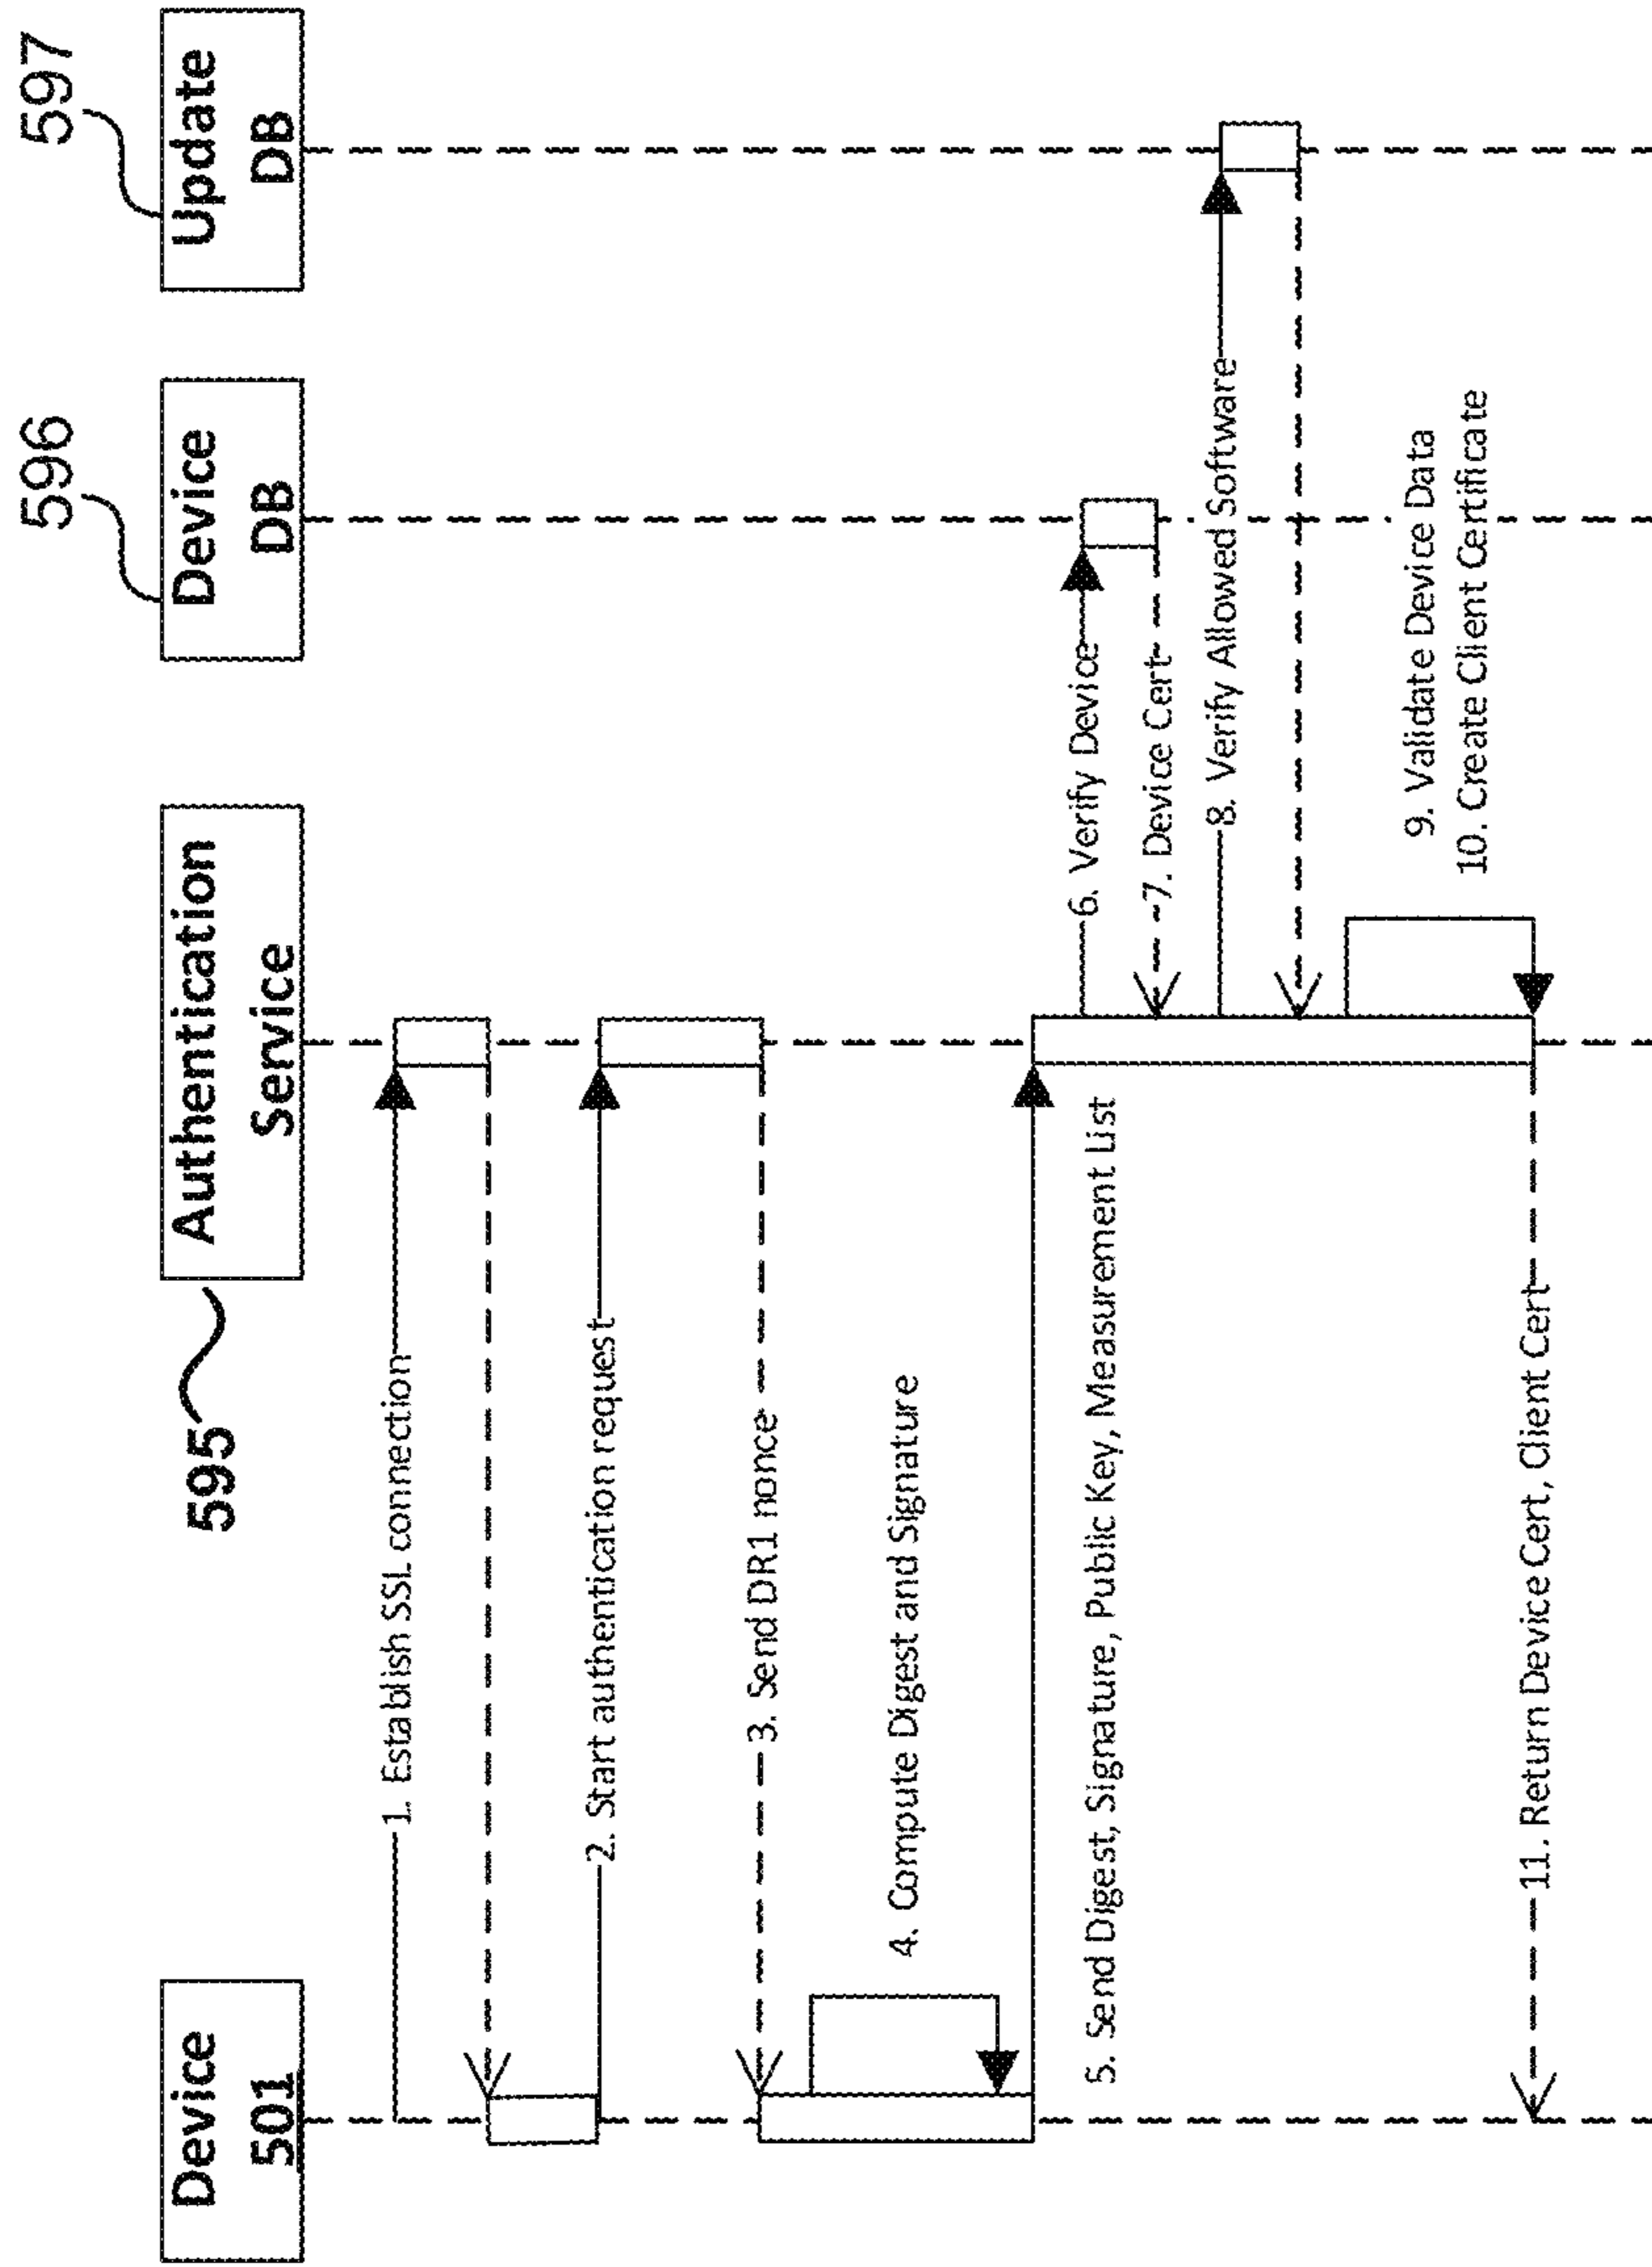 596
597
Device
501
Authentication
Service
Device
DB
Update
DB
595
1. Establish SSL connection
2. Start authentication request
3. Send DR1 nonce
4. Compute Digest and Signature
5. Send Digest, Signature, Public Key, Measurement List
6. Verify Device
7. Device Cert
8. Verify Allowed Software
9. Validate Device Data
10. Create Client Certificate
11. Return Device Cert, Client Cert